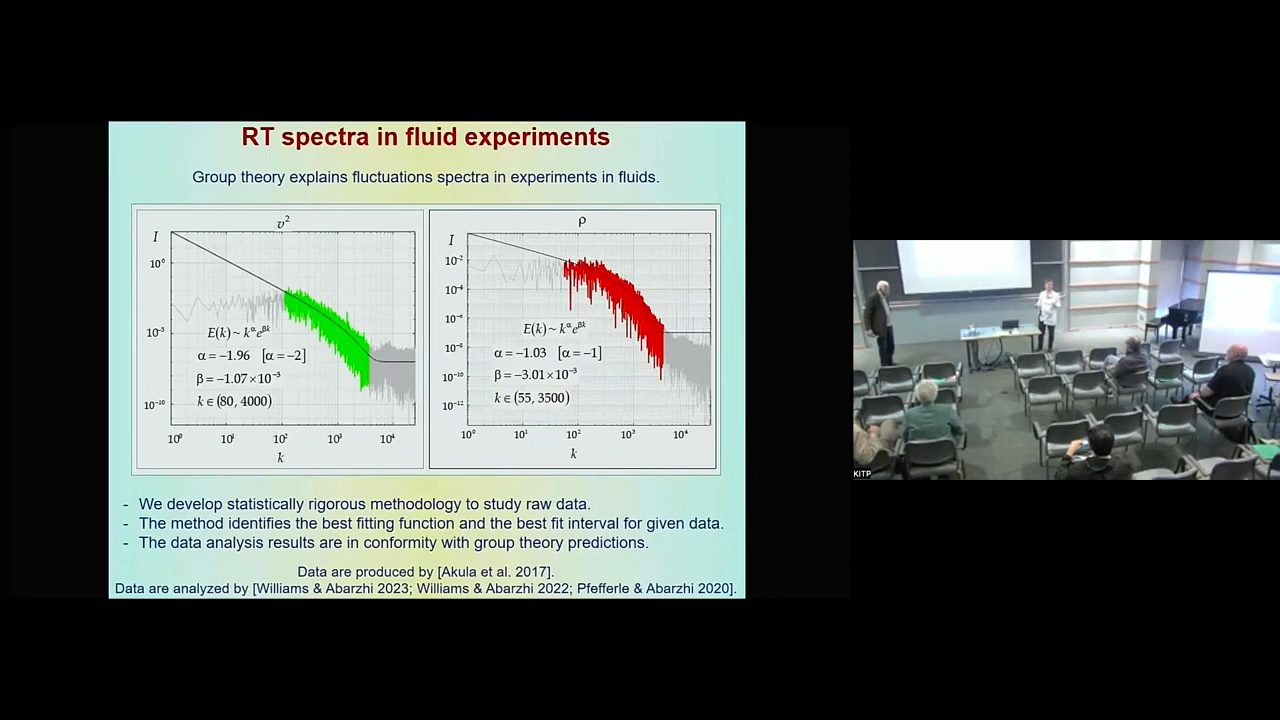 RT spectra in fluid experiments
Group theory explains fluctuations spectra in experiments in fluids.
v²
I
10⁰
10⁻⁵
10⁻¹⁰
E(k) ~ k^α e^βk
α = −1.96 [α = −2]
β = −1.07 × 10⁻³
k ∈ (80, 4000)
10⁰ 10¹ 10² 10³ 10⁴
k
ρ
I
10⁻²
10⁻⁴
10⁻⁶
10⁻⁸
10⁻¹⁰
10⁻¹²
E(k) ~ k^α e^βk
α = −1.03 [α = −1]
β = −3.01 × 10⁻³
k ∈ (55, 3500)
10⁰ 10¹ 10² 10³ 10⁴
k
- We develop statistically rigorous methodology to study raw data.
- The method identifies the best fitting function and the best fit interval for given data.
- The data analysis results are in conformity with group theory predictions.
Data are produced by [Akula et al. 2017].
Data are analyzed by [Williams & Abarzhi 2023; Williams & Abarzhi 2022; Pfefferle & Abarzhi 2020].
KITP